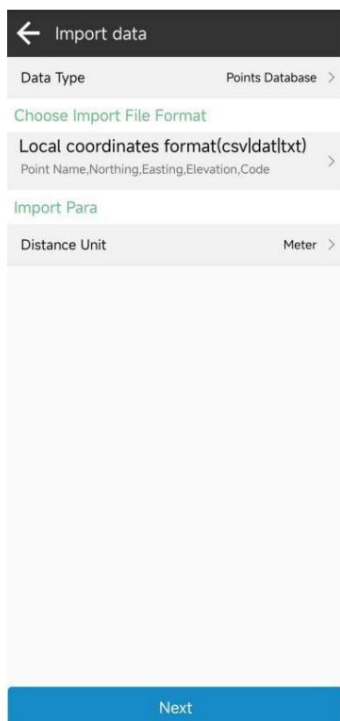 Import data
Data Type Points Database
Choose Import File Format
Local coordinates format(csv|dat|txt)
Point Name,Northing,Easting,Elevation,Code
Import Para
Distance Unit Meter
Next